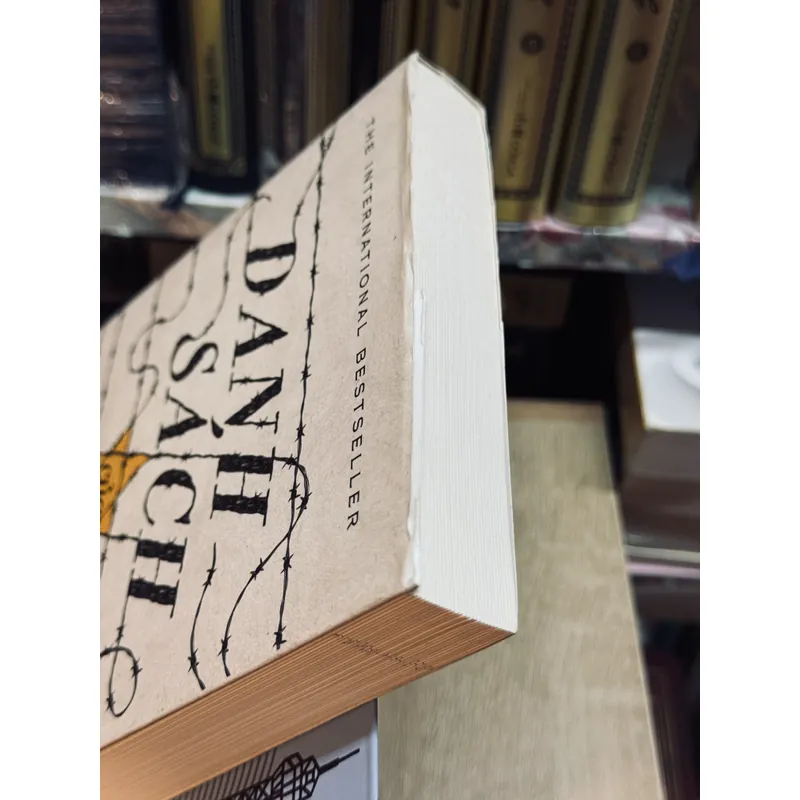 THE INTERNATIONAL BESTSELLER
DANH
SÁCH